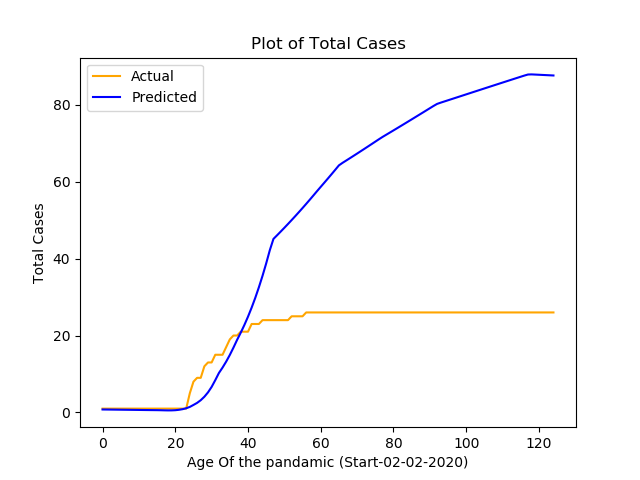 Plot of Total Cases
Actual
Predicted
Total Cases
80
60
40
20
0
0 20 40 60 80 100 120
Age Of the pandamic (Start-02-02-2020)